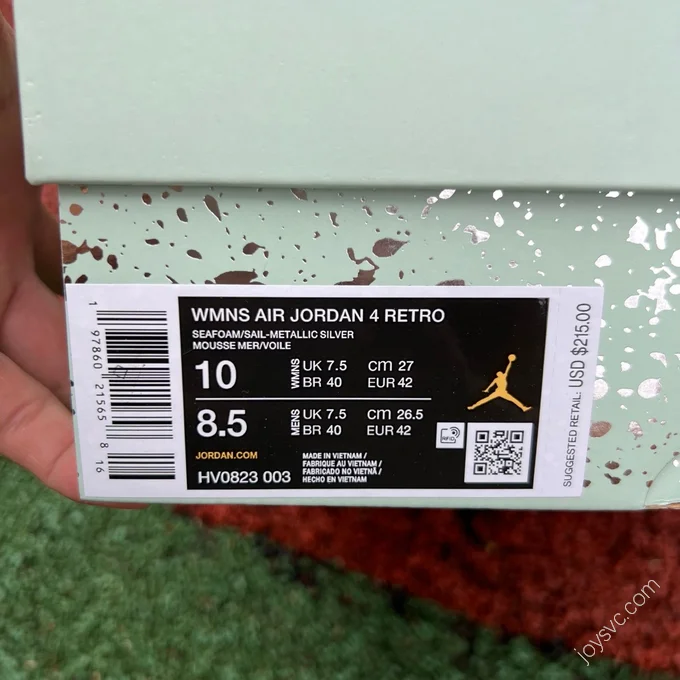 WMNS AIR JORDAN 4 RETRO
SEAFOAM/SAIL-METALLIC SILVER
MOUSSE MER/VOILE
10
WMNS
UK 7.5 cm 27
BR 40 EUR 42
8.5
MENS
UK 7.5 cm 26.5
BR 40 EUR 42
JORDAN.COM
HV0823 003
MADE IN VIETNAM /
FABRIQUE AU VIETNAM /
FABRICADO NO VIETNÃ /
HECHO EN VIETNAM
RFID
SUGGESTED RETAIL: USD $215.00
1 97860 21565 8 16
joysvc.com